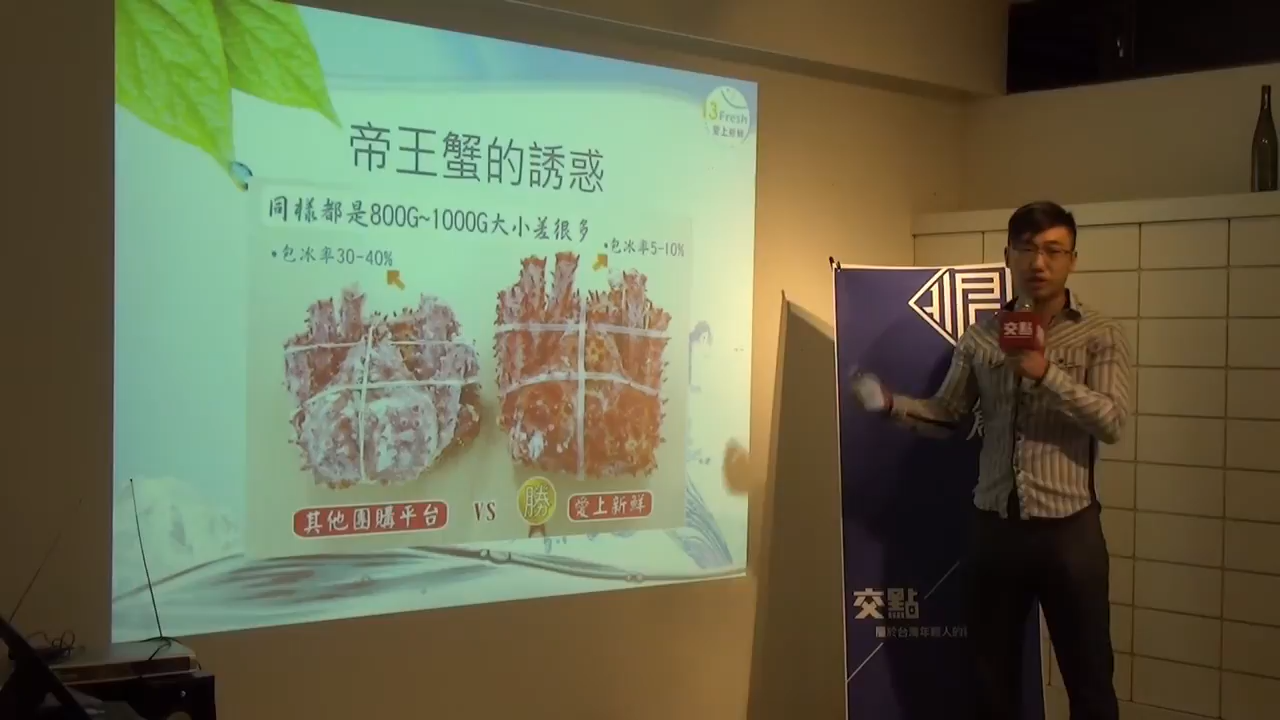 i3Fresh
愛上新鮮
帝王蟹的誘惑
同樣都是800G~1000G大小差很多
•包冰率30-40%
•包冰率5-10%
其他團購平台
VS
勝
愛上新鮮
交點
交點
屬於台灣年輕人的